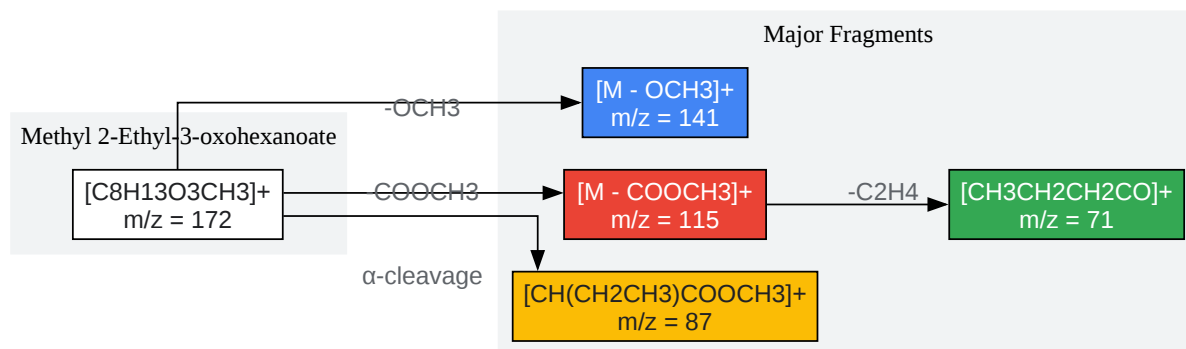 Major Fragments
[M - OCH3]+
m/z = 141
-OCH3
Methyl 2-Ethyl-3-oxohexanoate
[C8H13O3CH3]+
m/z = 172
-COOCH3
[M - COOCH3]+
m/z = 115
-C2H4
[CH3CH2CH2CO]+
m/z = 71
α-cleavage
[CH(CH2CH3)COOCH3]+
m/z = 87